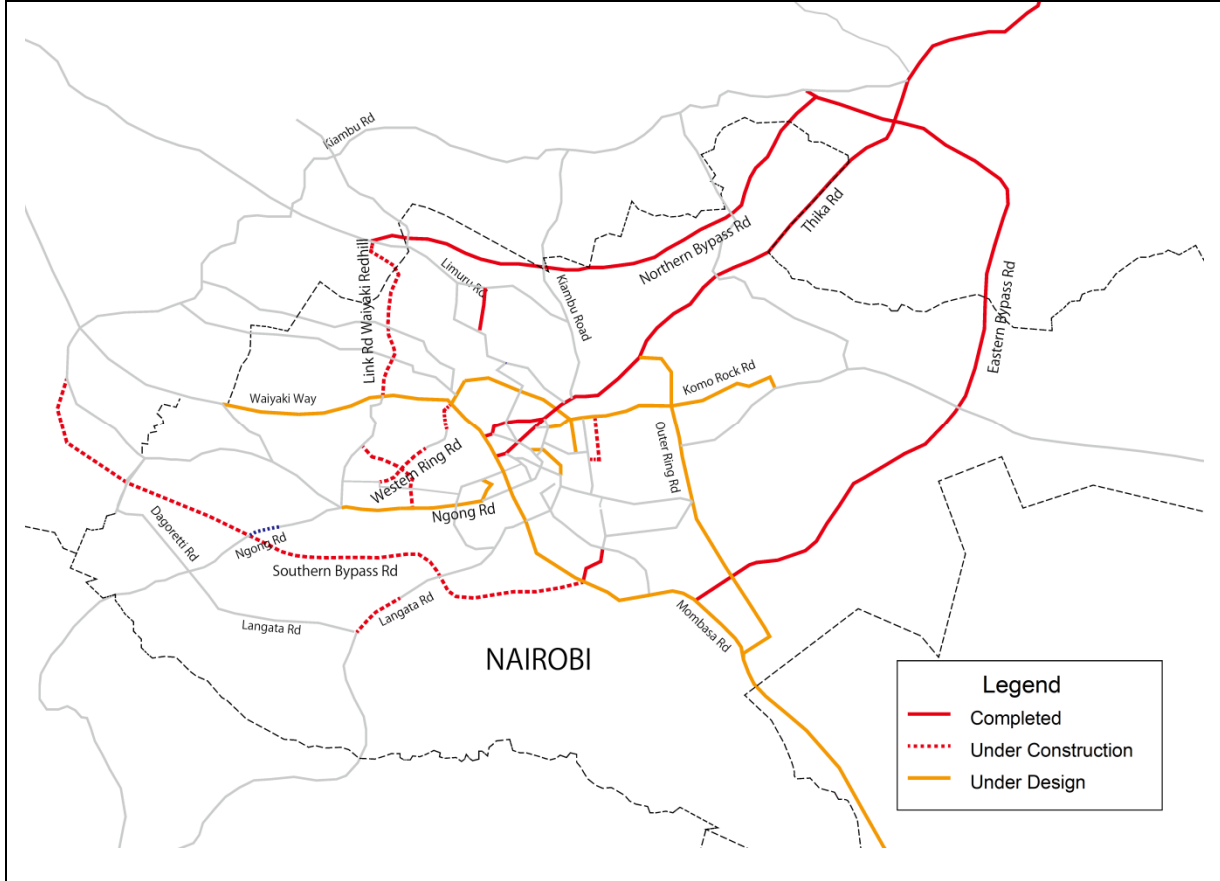 Kiambu Rd
Thika Rd
Northern Bypass Rd
Limuru Rd
Link Rd Waiyaki Redhill
Kiambu Road
Eastern Bypass Rd
Komo Rock Rd
Waiyaki Way
Outer Ring Rd
Western Ring Rd
Ngong Rd
Dagoretti Rd
Ngong Rd
Southern Bypass Rd
Langata Rd
Langata Rd
Mombasa Rd
NAIROBI
Legend
Completed
Under Construction
Under Design